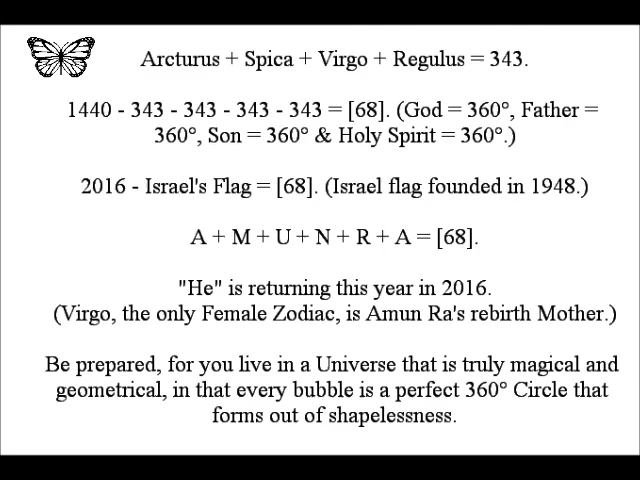 Arcturus + Spica + Virgo + Regulus = 343.
1440 - 343 - 343 - 343 - 343 = [68]. (God = 360°, Father =
360°, Son = 360° & Holy Spirit = 360°.)
2016 - Israel's Flag = [68]. (Israel flag founded in 1948.)
A + M + U + N + R + A = [68].
"He" is returning this year in 2016.
(Virgo, the only Female Zodiac, is Amun Ra's rebirth Mother.)
Be prepared, for you live in a Universe that is truly magical and
geometrical, in that every bubble is a perfect 360° Circle that
forms out of shapelessness.